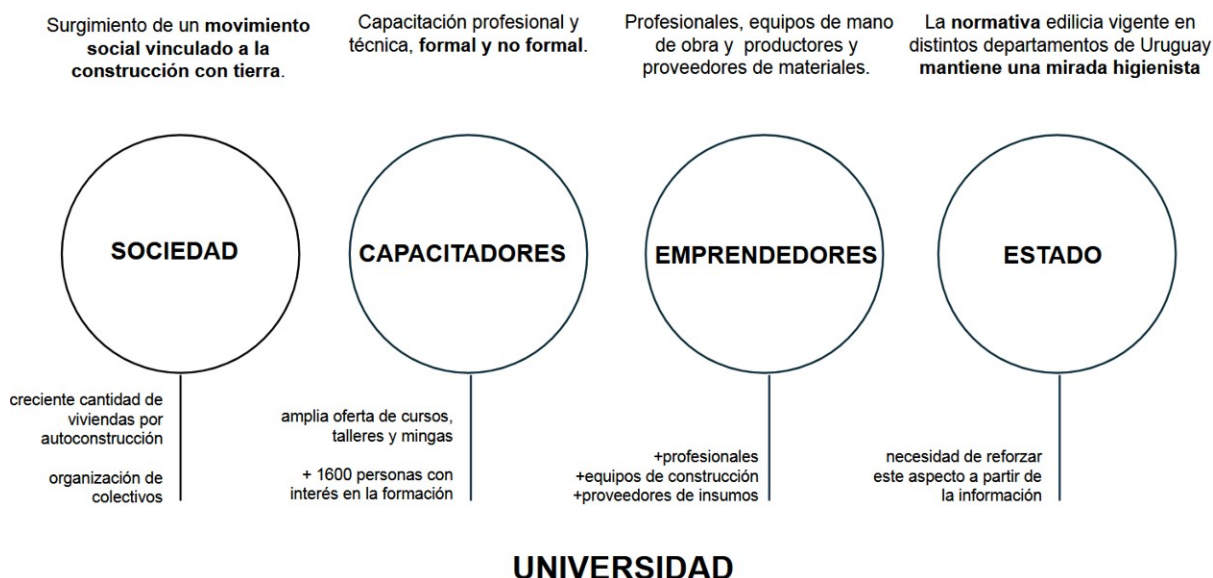 Surgimiento de un movimiento
social vinculado a la
construcción con tierra.
Capacitación profesional y
técnica, formal y no formal.
Profesionales, equipos de mano
de obra y productores y
proveedores de materiales.
La normativa edilicia vigente en
distintos departamentos de Uruguay
mantiene una mirada higienista
SOCIEDAD
CAPACITADORES
EMPRENDEDORES
ESTADO
creciente cantidad de
viviendas por
autoconstrucción
organización de
colectivos
amplia oferta de cursos,
talleres y mingas
+ 1600 personas con
interés en la formación
+profesionales
+equipos de construcción
+proveedores de insumos
necesidad de reforzar
este aspecto a partir de
la información
UNIVERSIDAD